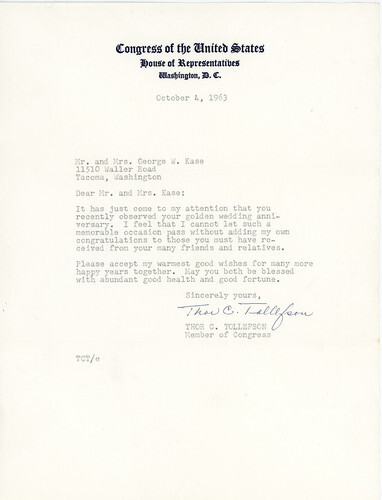 Congress of the United States
House of Representatives
Washington, D. C.
October 4, 1963
Mr. and Mrs. George W. Kase
11510 Waller Road
Tacoma, Washington
Dear Mr. and Mrs. Kase:
It has just come to my attention that you
recently observed your golden wedding anni-
versary. I feel that I cannot let such a
memorable occasion pass without adding my own
congratulations to those you must have re-
ceived from your many friends and relatives.
Please accept my warmest good wishes for many more
happy years together. May you both be blessed
with abundant good health and good fortune.
Sincerely yours,
Thor C. Tollefson
THOR C. TOLLEFSON
Member of Congress
TCT/e